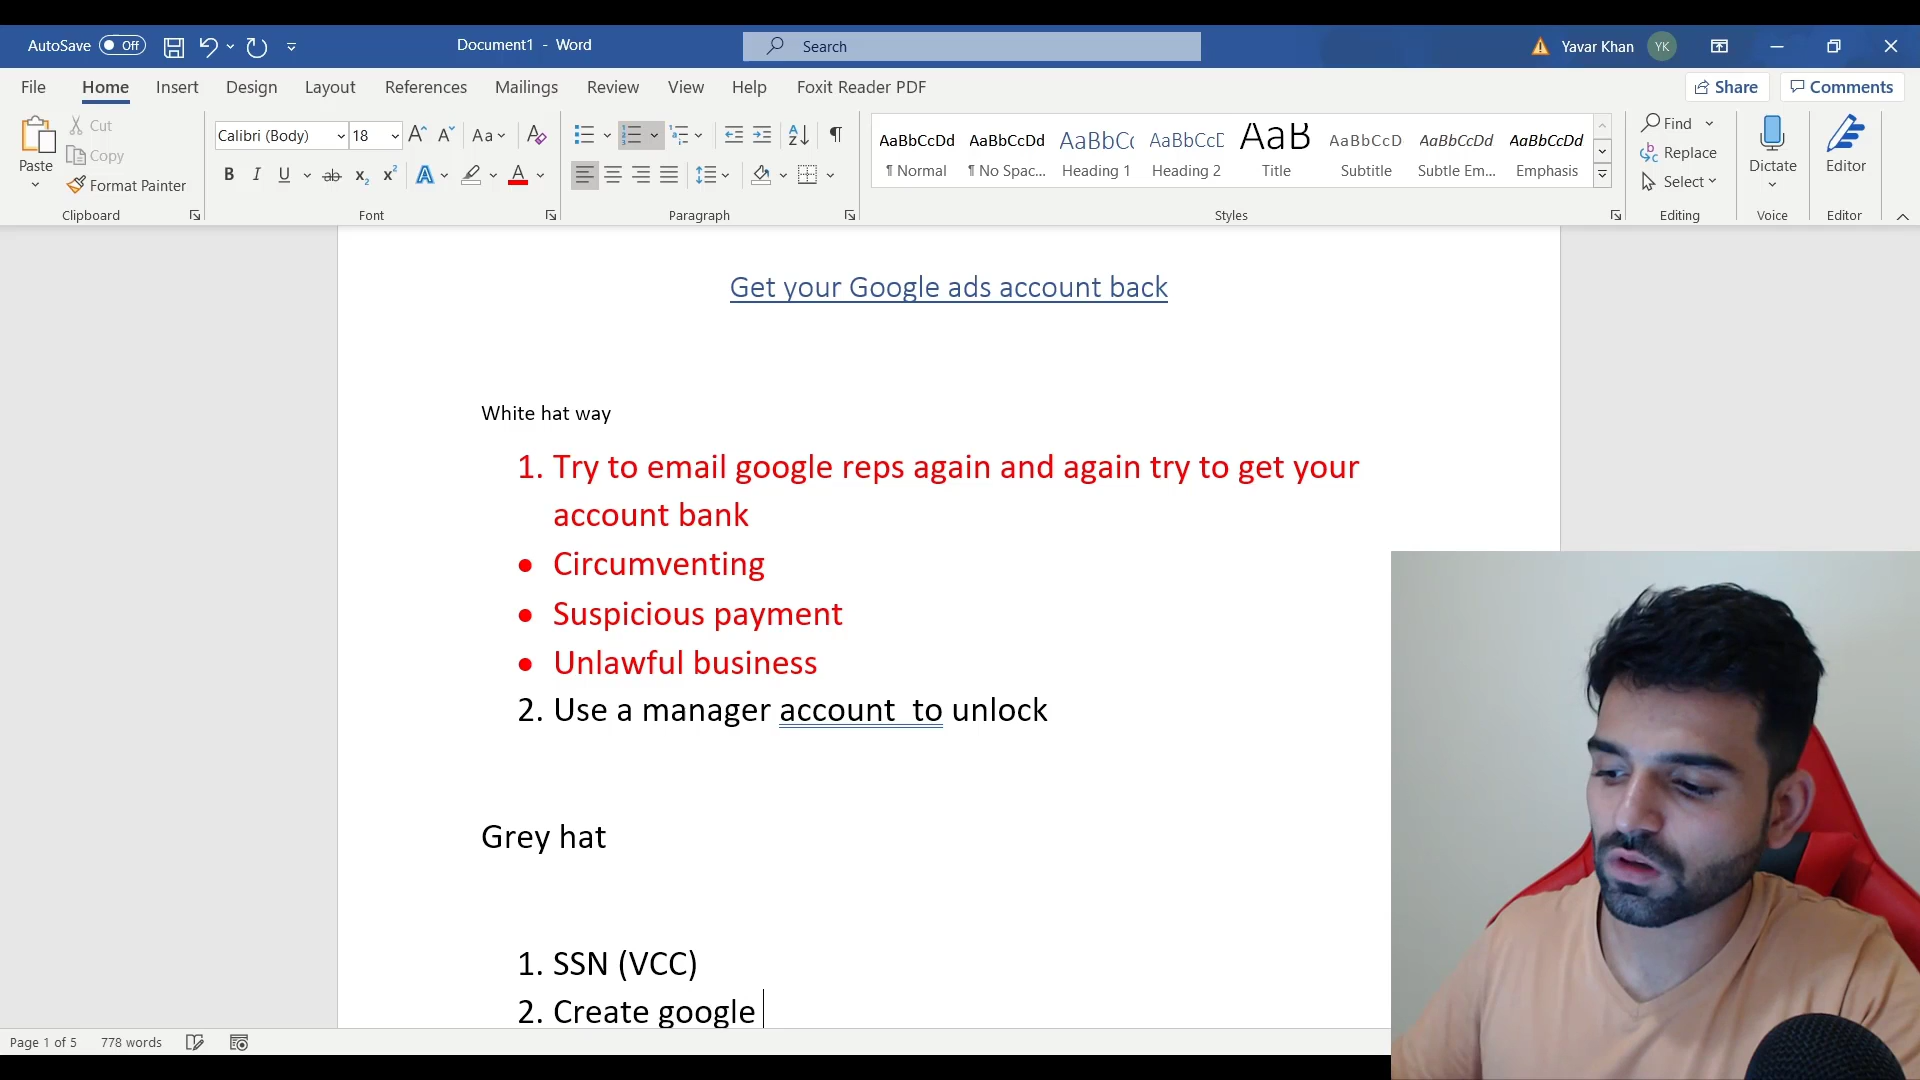 AutoSave Off Document1 - Word Search Yavar Khan YK
File Home Insert Design Layout References Mailings Review View Help Foxit Reader PDF Share Comments
Paste Cut Copy Format Painter
Calibri (Body) 18 Aa
B I U ab x₂ x² A A
AaBbCcDd AaBbCcDd AaBbCc AaBbCcD AaB AaBbCcD AaBbCcDd AaBbCcDd
¶ Normal ¶ No Spac... Heading 1 Heading 2 Title Subtitle Subtle Em... Emphasis
Find Replace Select Dictate Editor
Clipboard Font Paragraph Styles Editing Voice Editor
Get your Google ads account back
White hat way
1. Try to email google reps again and again try to get your
account bank
• Circumventing
• Suspicious payment
• Unlawful business
2. Use a manager account  to unlock
Grey hat
1. SSN (VCC)
2. Create google
Page 1 of 5 778 words